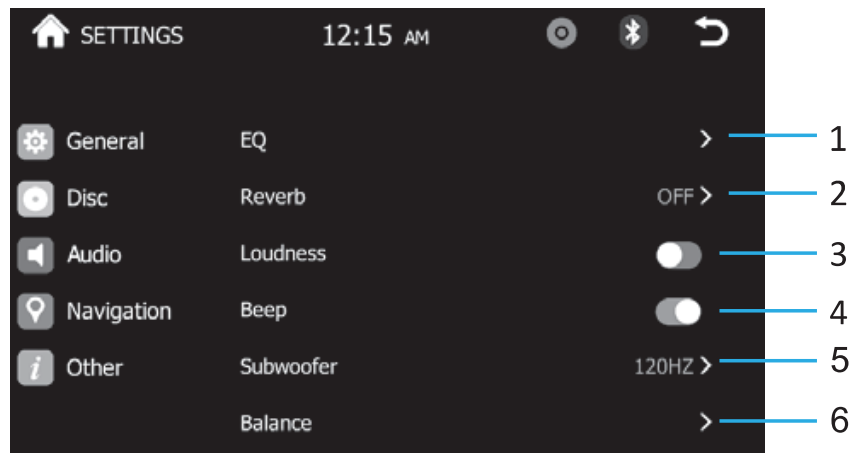 SETTINGS 12:15 AM
General EQ 1
Disc Reverb OFF 2
Audio Loudness 3
Navigation Beep 4
Other Subwoofer 120HZ 5
Balance 6